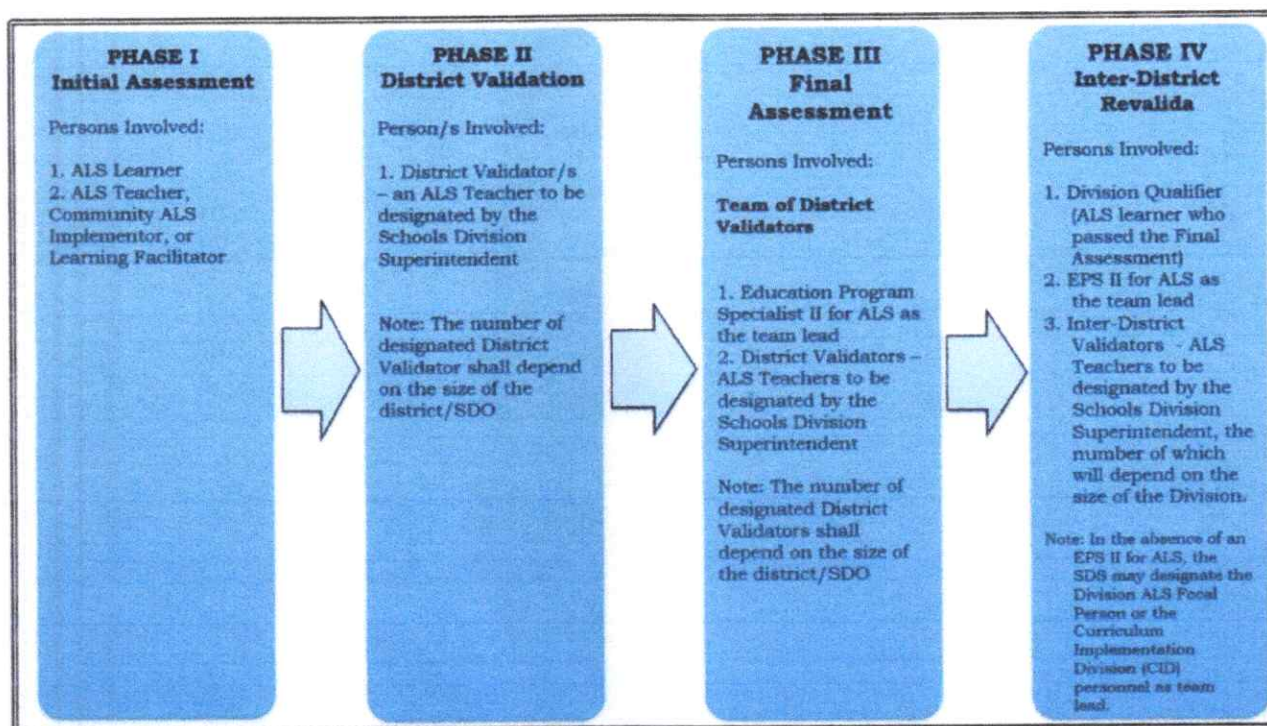 PHASE I
Initial Assessment
Persons Involved:
1. ALS Learner
2. ALS Teacher,
Community ALS
Implementor, or
Learning Facilitator
PHASE II
District Validation
Person/s Involved:
1. District Validator/s
– an ALS Teacher to be
designated by the
Schools Division
Superintendent
Note: The number of
designated District
Validator shall depend
on the size of the
district/SDO
PHASE III
Final
Assessment
Persons Involved:
Team of District
Validators
1. Education Program
Specialist II for ALS as
the team lead
2. District Validators –
ALS Teachers to be
designated by the
Schools Division
Superintendent
Note: The number of
designated District
Validators shall
depend on the size of
the district/SDO
PHASE IV
Inter-District
Revalida
Persons Involved:
1. Division Qualifier
(ALS learner who
passed the Final
Assessment)
2. EPS II for ALS as
the team lead
3. Inter-District
Validators - ALS
Teachers to be
designated by the
Schools Division
Superintendent, the
number of which
will depend on the
size of the Division.
Note: In the absence of an
EPS II for ALS, the
SDS may designate the
Division ALS Focal
Person or the
Curriculum
Implementation
Division (CID)
personnel as team
lead.